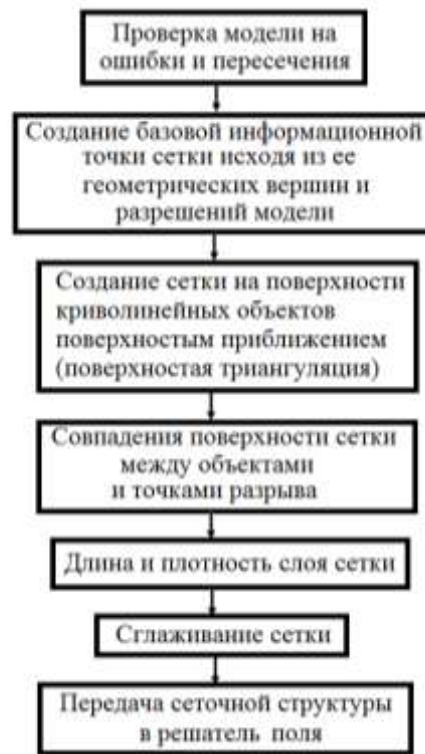 Проверка модели на
ошибки и пересечения
Создание базовой информационной
точки сетки исходя из ее
геометрических вершин и
разрешений модели
Создание сетки на поверхности
криволинейных объектов
поверхностым приближением
(поверхностая триангуляция)
Совпадения поверхности сетки
между объектами
и точками разрыва
Длина и плотность слоя сетки
Сглаживание сетки
Передача сеточной структуры
в решатель поля